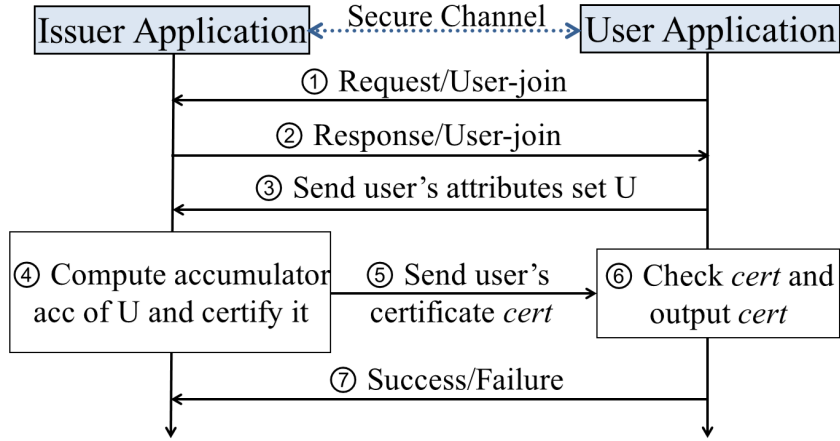 Secure Channel
Issuer Application
User Application
① Request/User-join
② Response/User-join
③ Send user's attributes set U
④ Compute accumulator
acc of U and certify it
⑤ Send user's
certificate cert
⑥ Check cert and
output cert
⑦ Success/Failure